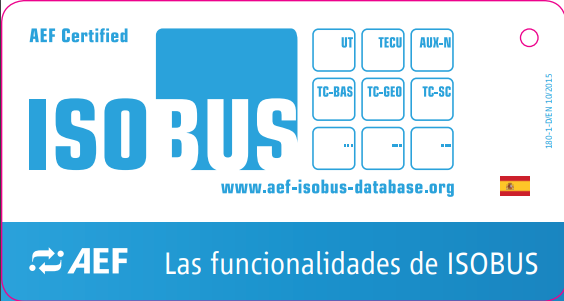 AEF Certified
ISOBUS
UT TECU AUX-N
TC-BAS TC-GEO TC-SC
... ... ...
www.aef-isobus-database.org
180-1-D/EN 10/2015
AEF Las funcionalidades de ISOBUS